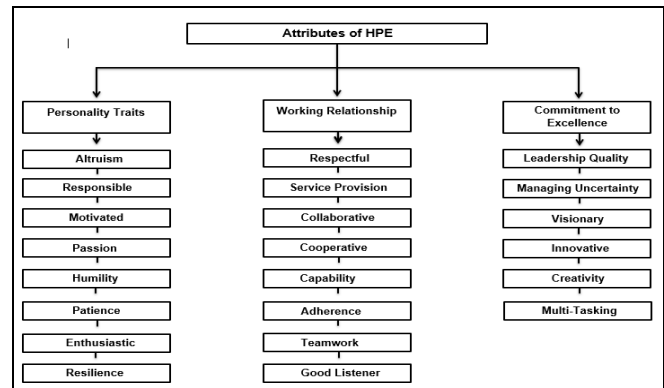 Attributes of HPE
Personality Traits
Altruism
Responsible
Motivated
Passion
Humility
Patience
Enthusiastic
Resilience
Working Relationship
Respectful
Service Provision
Collaborative
Cooperative
Capability
Adherence
Teamwork
Good Listener
Commitment to
Excellence
Leadership Quality
Managing Uncertainty
Visionary
Innovative
Creativity
Multi-Tasking